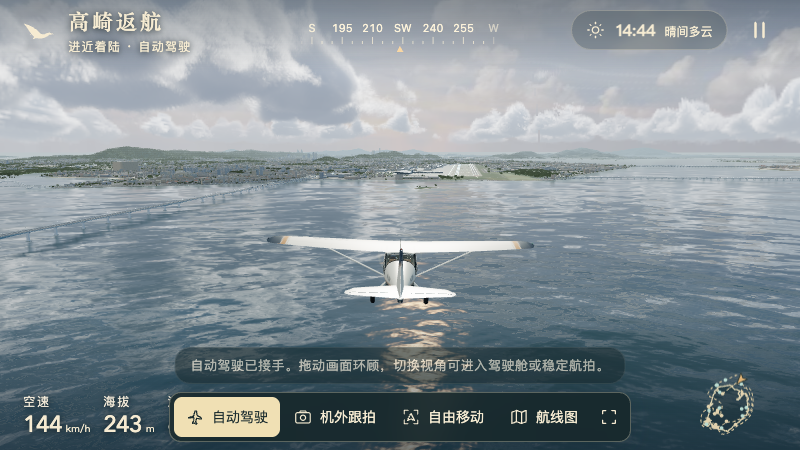 高崎返航
进近着陆 · 自动驾驶
S 195 210 SW 240 255 W
14:44 晴间多云
自动驾驶已接手。拖动画面环顾，切换视角可进入驾驶舱或稳定航拍。
空速 海拔
144 km/h 243 m
自动驾驶 机外跟拍 自由移动 航线图